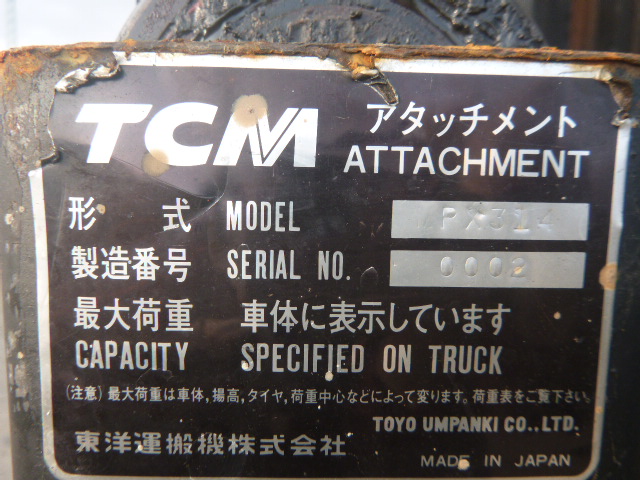 TCM アタッチメント
ATTACHMENT
形 式 MODEL PX314
製造番号 SERIAL NO. 0002
最大荷重 車体に表示しています
CAPACITY SPECIFIED ON TRUCK
(注意) 最大荷重は車体,揚高,タイヤ,荷重中心などによって変ります。荷重表をご覧下さい。
TOYO UMPANKI CO.,LTD.
東洋運搬機株式会社
MADE IN JAPAN